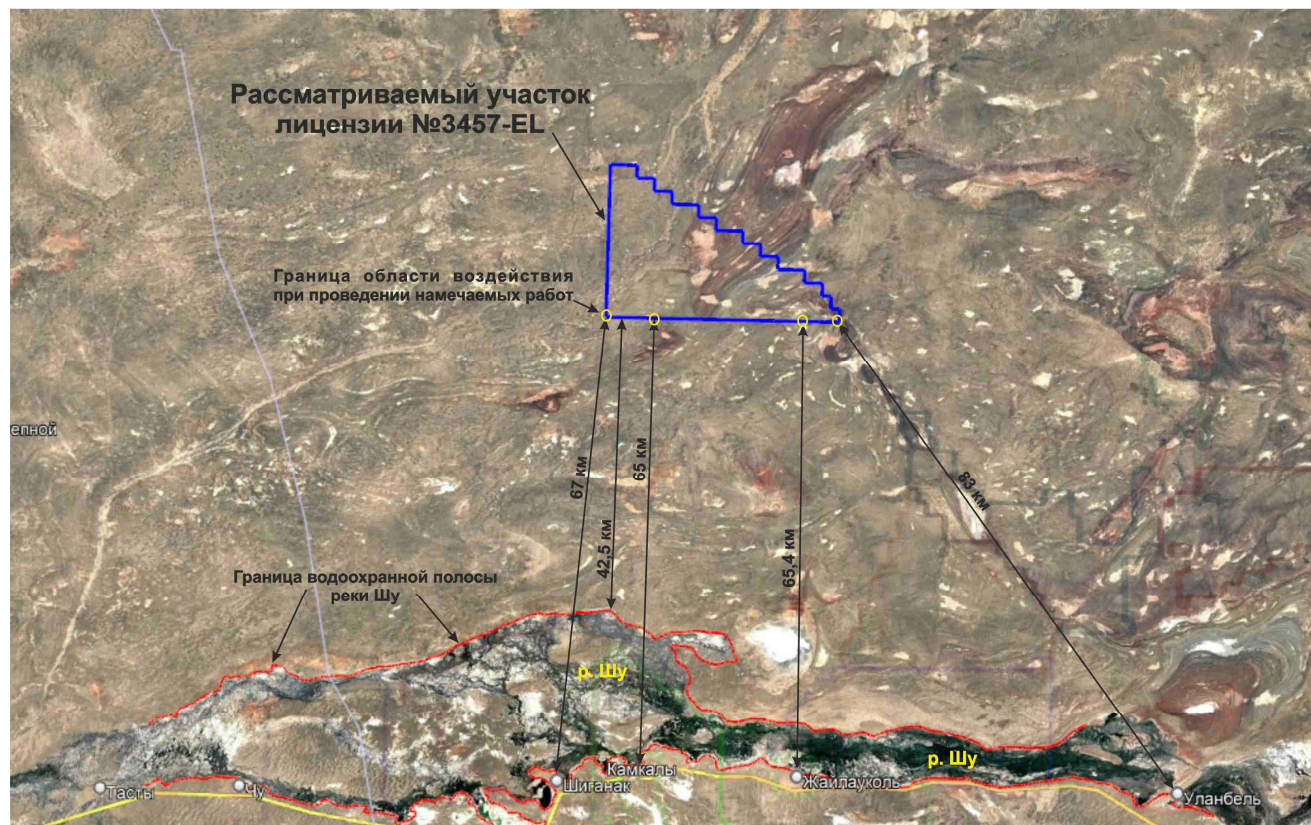 Рассматриваемый участок
лицензии №3457-EL
Граница области воздействия
при проведении намечаемых работ
епной
67 км
42,5 км
65 км
65,4 км
83 км
Граница водоохранной полосы
реки Шу
р. Шу
р. Шу
Тасты
Чу
Шиганак
Камкалы
Жайлауколь
Уланбель